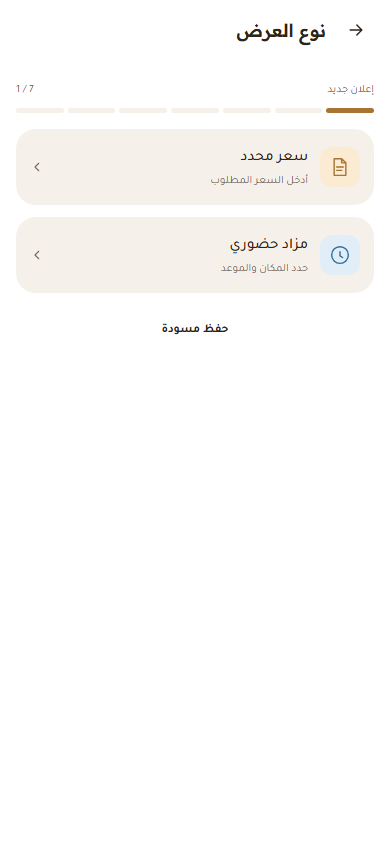 نوع العرض
إعلان جديد
1 / 7
سعر محدد
أدخل السعر المطلوب
مزاد حضوري
حدد المكان والموعد
حفظ مسودة